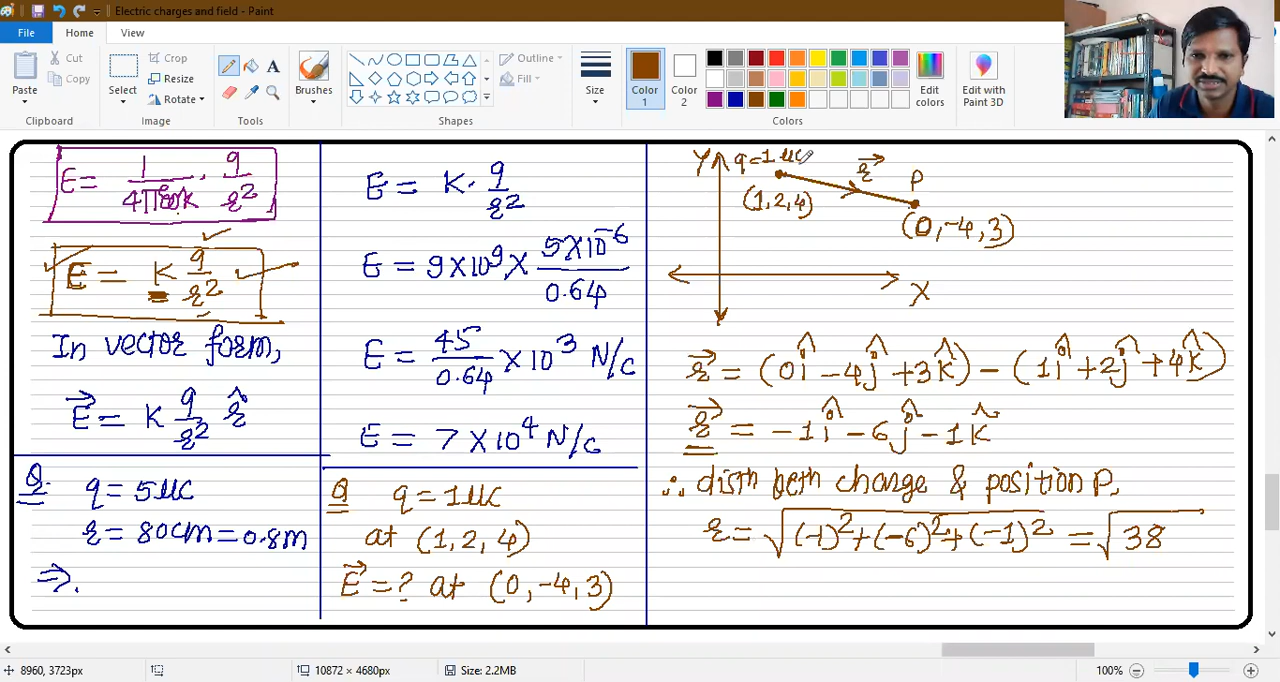 Electric charges and field - Paint
File Home View
Paste
Cut
Copy
Clipboard
Select
Crop
Resize
Rotate
Image
A
Tools
Brushes
Shapes
Outline
Fill
Size
Color 1
Color 2
Colors
Edit colors
Edit with Paint 3D
E = K q/r²
In vector form,
E⃗ = K q/r² r̂
Q. q = 5μC
r = 80cm = 0.8m
⇒.
E = K. q/r²
E = 9×10⁹ × 5×10⁻⁶/0.64
E = 45/0.64 × 10³ N/C
E = 7×10⁴ N/C
Q q = 1μC
at (1, 2, 4)
E⃗ = ? at (0, -4, 3)
Y q=1μC r⃗ P
(1, 2, 4)
(0, -4, 3)
X
r⃗ = (0î - 4ĵ + 3k̂) - (1î + 2ĵ + 4k̂)
r⃗ = -1î - 6ĵ - 1k̂
∴ distn betn charge & position P,
r = √(-1)²+(-6)²+(-1)² = √38
8960, 3723px
10872 × 4680px
Size: 2.2MB
100%